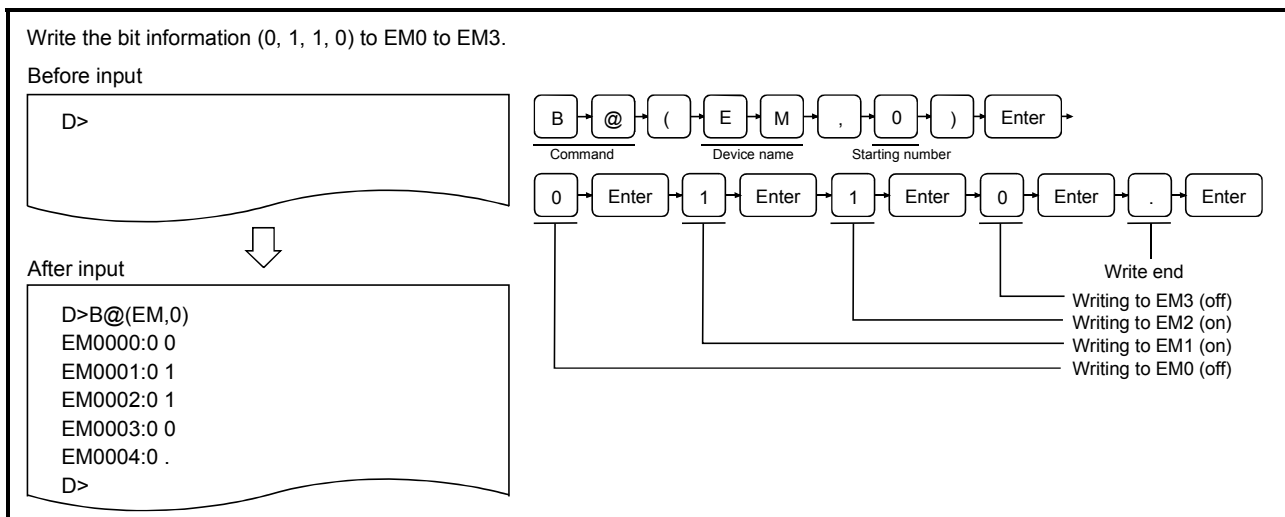 Write the bit information (0, 1, 1, 0) to EM0 to EM3.
Before input
D>
B @ ( E M , 0 ) Enter
Command Device name Starting number
0 Enter 1 Enter 1 Enter 0 Enter . Enter
Write end
Writing to EM3 (off)
Writing to EM2 (on)
Writing to EM1 (on)
Writing to EM0 (off)
After input
D>B@(EM,0)
EM0000:0 0
EM0001:0 1
EM0002:0 1
EM0003:0 0
EM0004:0 .
D>